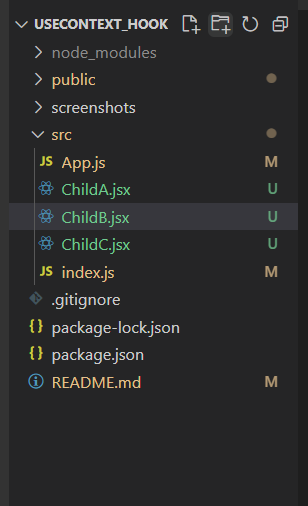 USECONTEXT_HOOK
node_modules
public
screenshots
src
JS App.js M
ChildA.jsx U
ChildB.jsx U
ChildC.jsx U
JS index.js M
.gitignore
{} package-lock.json
{} package.json
README.md M